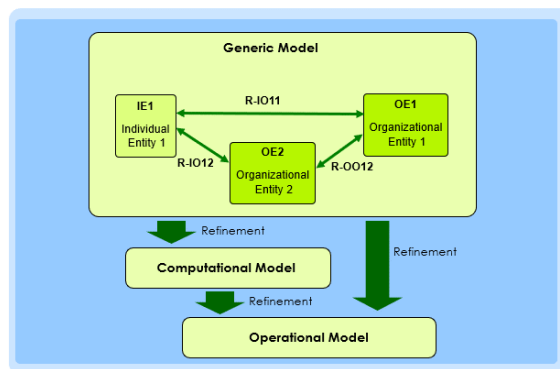 Generic Model
R-IO11
IE1
Individual
Entity 1
OE1
Organizational
Entity 1
R-IO12
OE2
Organizational
Entity 2
R-OO12
Refinement
Refinement
Computational Model
Refinement
Operational Model